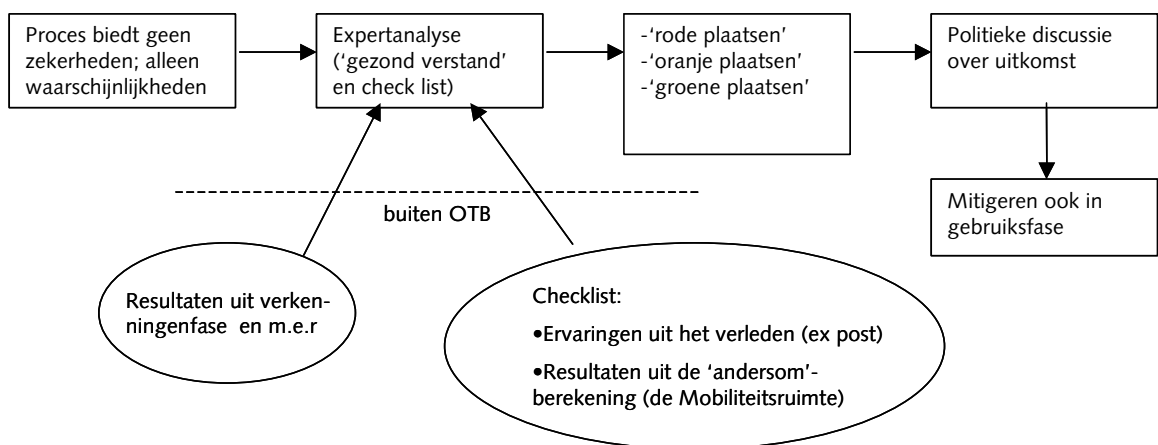 Proces biedt geen
zekerheden; alleen
waarschijnlijkheden
Expertanalyse
(‘gezond verstand’
en check list)
-‘rode plaatsen’
-‘oranje plaatsen’
-‘groene plaatsen’
Politieke discussie
over uitkomst
Mitigeren ook in
gebruiksfase
buiten OTB
Resultaten uit verken-
ningenfase en m.e.r
Checklist:
•Ervaringen uit het verleden (ex post)
•Resultaten uit de ‘andersom’-
berekening (de Mobiliteitsruimte)